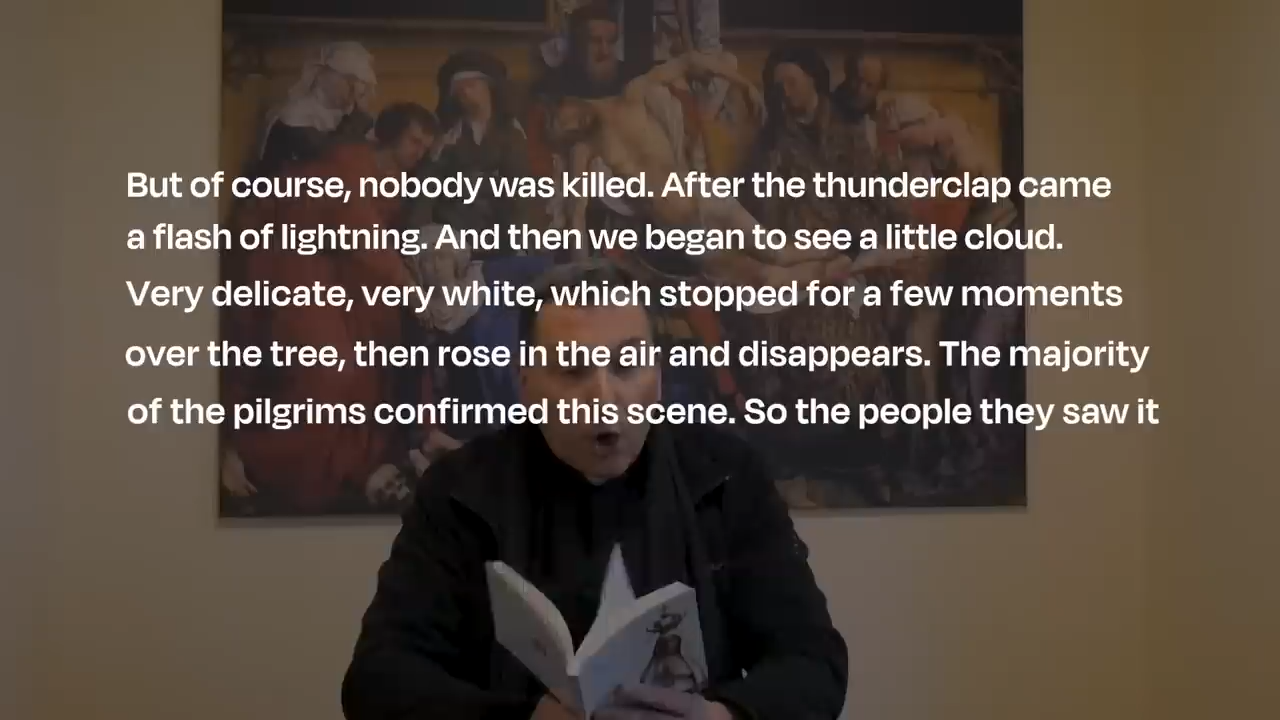 But of course, nobody was killed. After the thunderclap came
a flash of lightning. And then we began to see a little cloud.
Very delicate, very white, which stopped for a few moments
over the tree, then rose in the air and disappears. The majority
of the pilgrims confirmed this scene. So the people they saw it